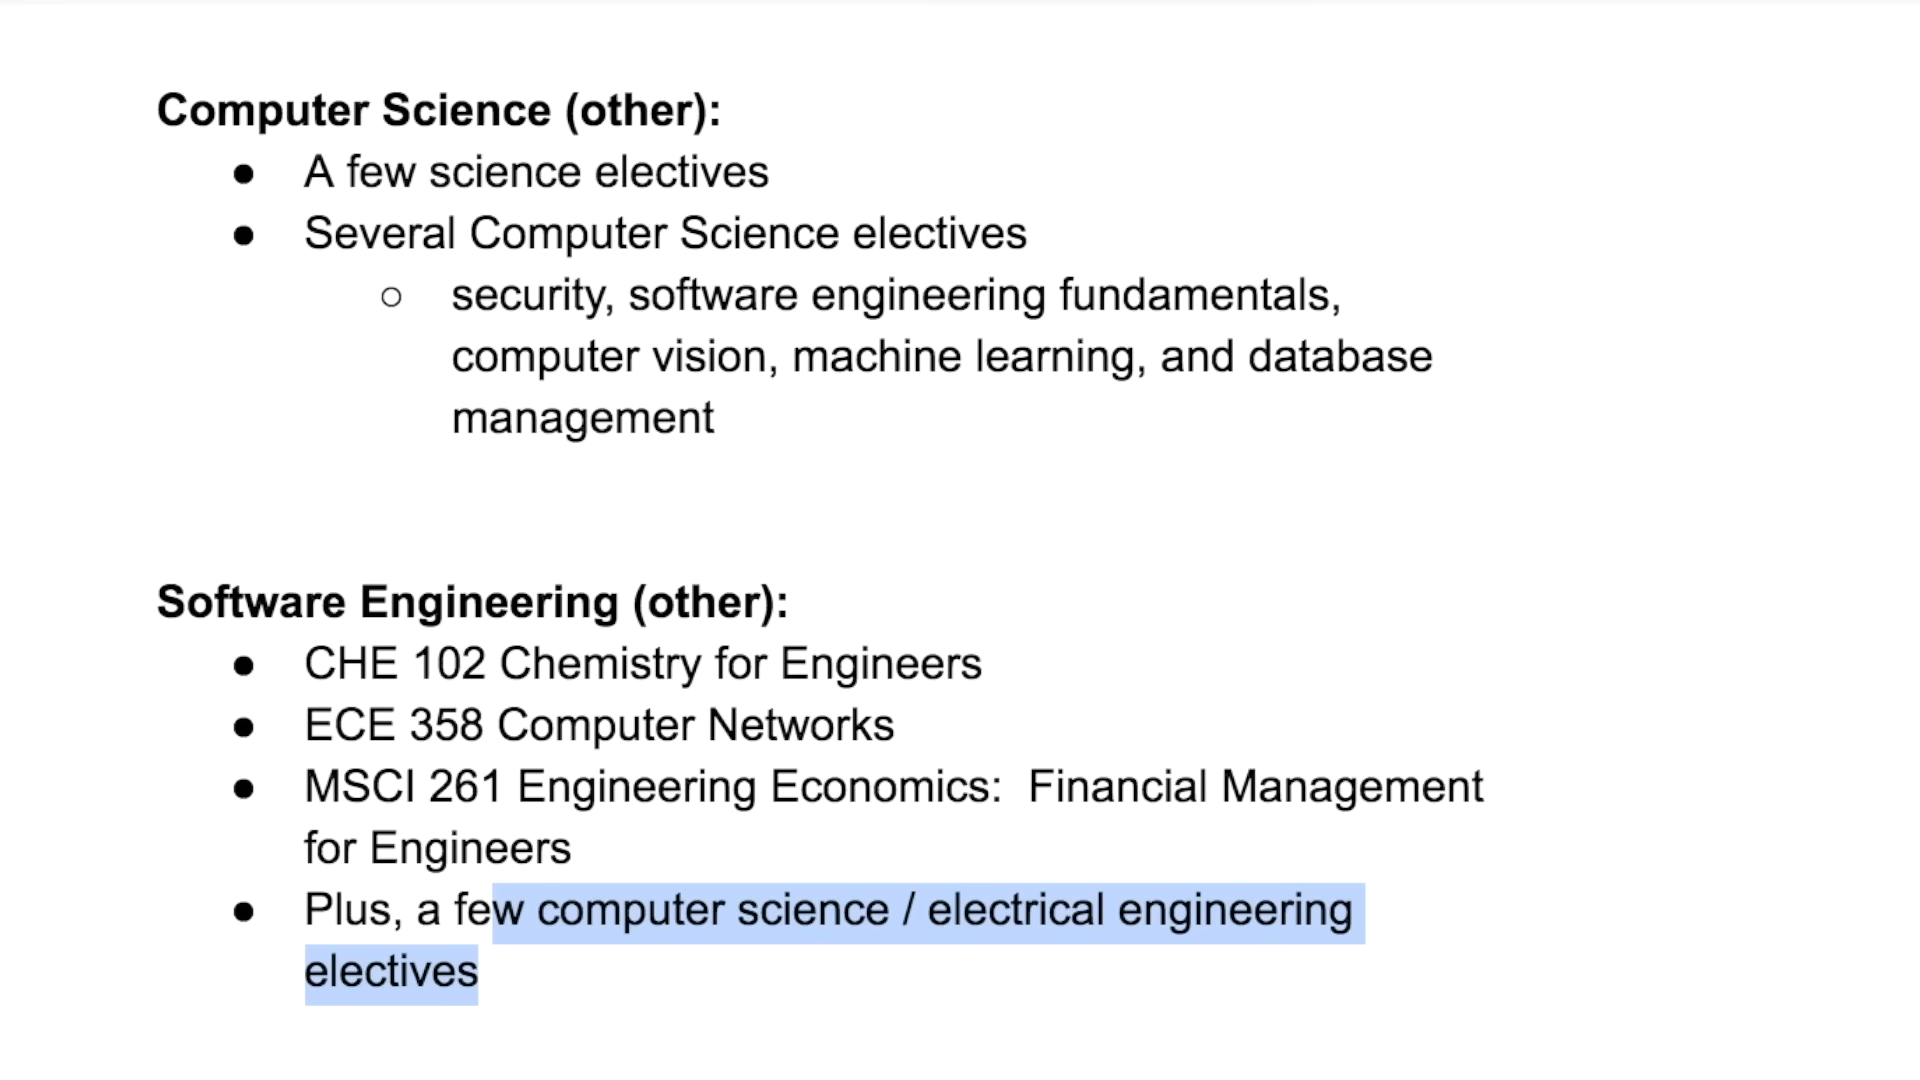 Computer Science (other):
● A few science electives
● Several Computer Science electives
○ security, software engineering fundamentals,
computer vision, machine learning, and database
management
Software Engineering (other):
● CHE 102 Chemistry for Engineers
● ECE 358 Computer Networks
● MSCI 261 Engineering Economics:  Financial Management
for Engineers
● Plus, a few computer science / electrical engineering
electives